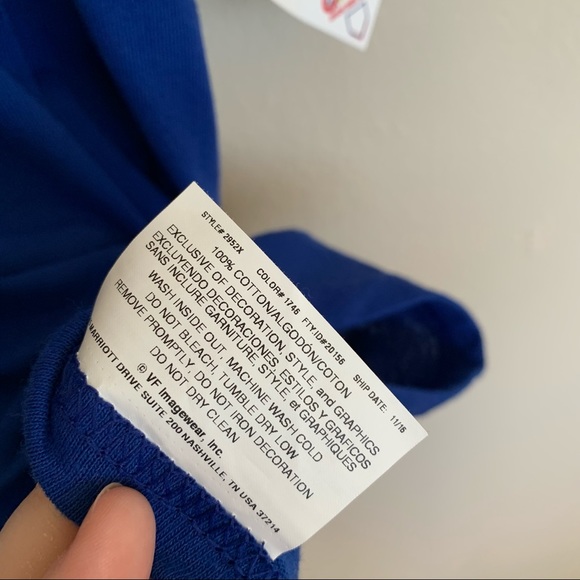 STYLE# 2952X COLOR# 1746 FTY.ID#20156 SHIP DATE: 11/16
100% COTTON/ALGODÓN/COTON
EXCLUSIVE OF DECORATION, STYLE, and GRAPHICS
EXCLUYENDO DECORACIONES, ESTILOS Y GRAFICOS
SANS INCLURE GARNITURE, STYLE, et GRAPHIQUES
WASH INSIDE OUT, MACHINE WASH COLD
DO NOT BLEACH, TUMBLE DRY LOW
REMOVE PROMPTLY, DO NOT IRON DECORATION
DO NOT DRY CLEAN
© VF Imagewear, Inc.
MARRIOTT DRIVE SUITE 200 NASHVILLE, TN USA 37214